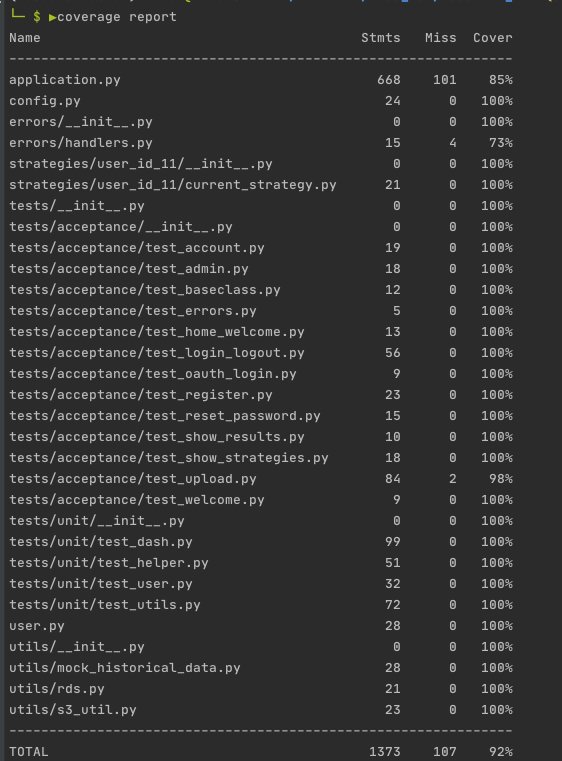 $ ▶coverage report
Name Stmts Miss Cover
---------------------------------------------------------------
application.py 668 101 85%
config.py 24 0 100%
errors/__init__.py 0 0 100%
errors/handlers.py 15 4 73%
strategies/user_id_11/__init__.py 0 0 100%
strategies/user_id_11/current_strategy.py 21 0 100%
tests/__init__.py 0 0 100%
tests/acceptance/__init__.py 0 0 100%
tests/acceptance/test_account.py 19 0 100%
tests/acceptance/test_admin.py 18 0 100%
tests/acceptance/test_baseclass.py 12 0 100%
tests/acceptance/test_errors.py 5 0 100%
tests/acceptance/test_home_welcome.py 13 0 100%
tests/acceptance/test_login_logout.py 56 0 100%
tests/acceptance/test_oauth_login.py 9 0 100%
tests/acceptance/test_register.py 23 0 100%
tests/acceptance/test_reset_password.py 15 0 100%
tests/acceptance/test_show_results.py 10 0 100%
tests/acceptance/test_show_strategies.py 18 0 100%
tests/acceptance/test_upload.py 84 2 98%
tests/acceptance/test_welcome.py 9 0 100%
tests/unit/__init__.py 0 0 100%
tests/unit/test_dash.py 99 0 100%
tests/unit/test_helper.py 51 0 100%
tests/unit/test_user.py 32 0 100%
tests/unit/test_utils.py 72 0 100%
user.py 28 0 100%
utils/__init__.py 0 0 100%
utils/mock_historical_data.py 28 0 100%
utils/rds.py 21 0 100%
utils/s3_util.py 23 0 100%
---------------------------------------------------------------
TOTAL 1373 107 92%